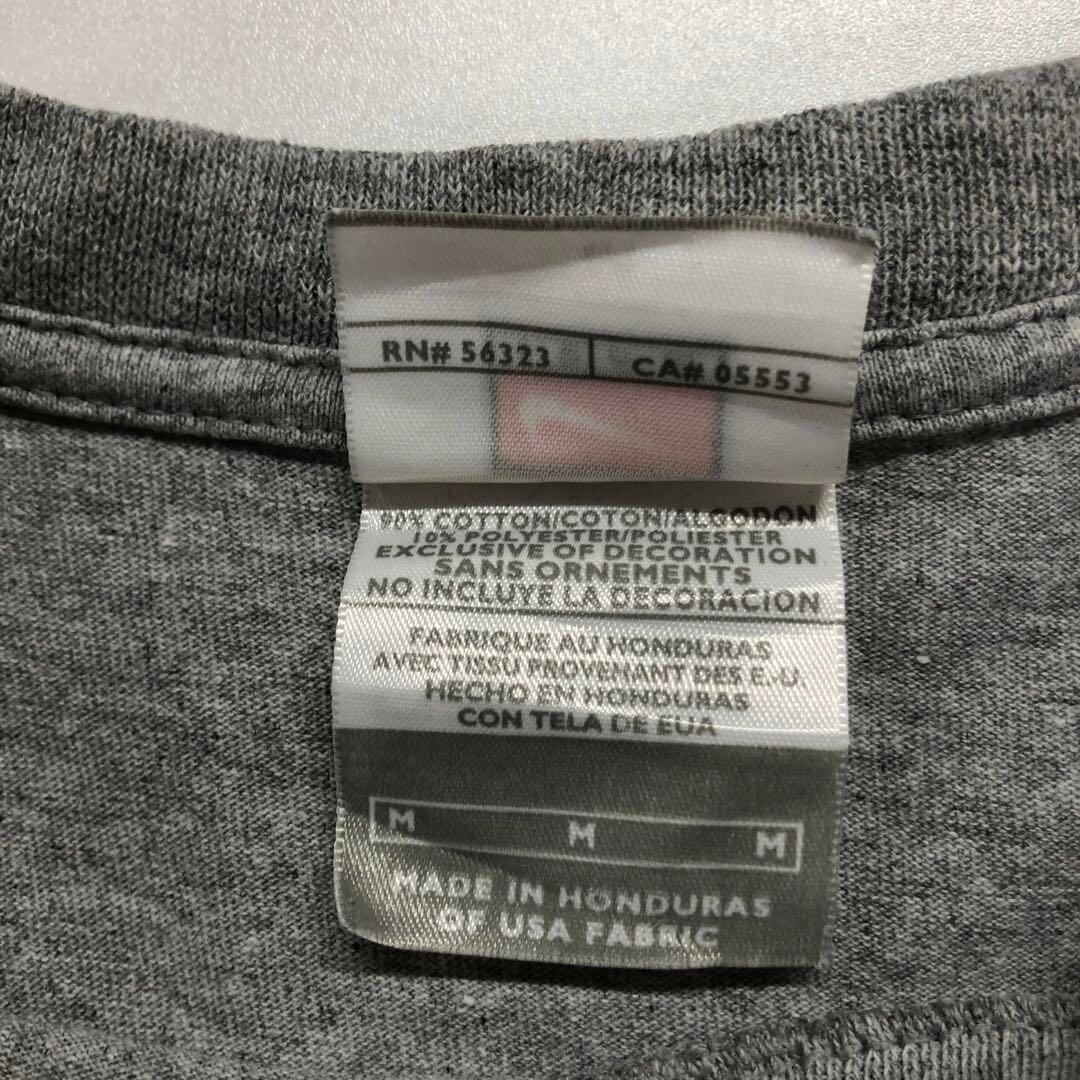 RN# 56323 CA# 05553
90% COTTON/COTON/ALGODON
10% POLYESTER/POLIESTER
EXCLUSIVE OF DECORATION
SANS ORNEMENTS
NO INCLUYE LA DECORACION
FABRIQUE AU HONDURAS
AVEC TISSU PROVENANT DES E.-U.
HECHO EN HONDURAS
CON TELA DE EUA
M M M
MADE IN HONDURAS
OF USA FABRIC